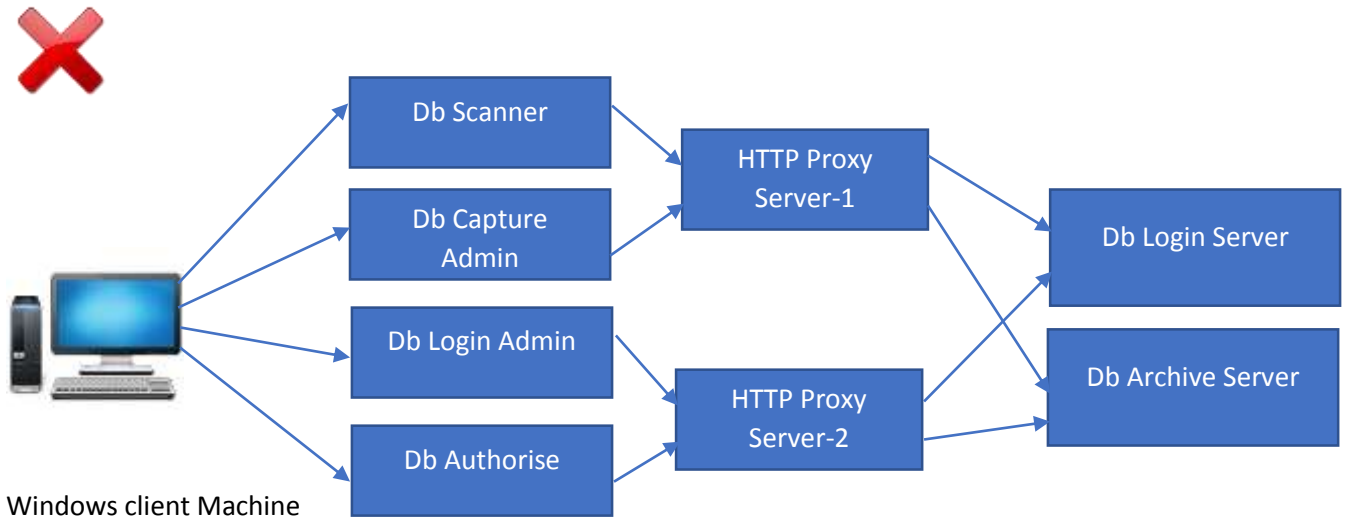 Db Scanner
Db Capture
Admin
Db Login Admin
Db Authorise
HTTP Proxy
Server-1
HTTP Proxy
Server-2
Db Login Server
Db Archive Server
Windows client Machine